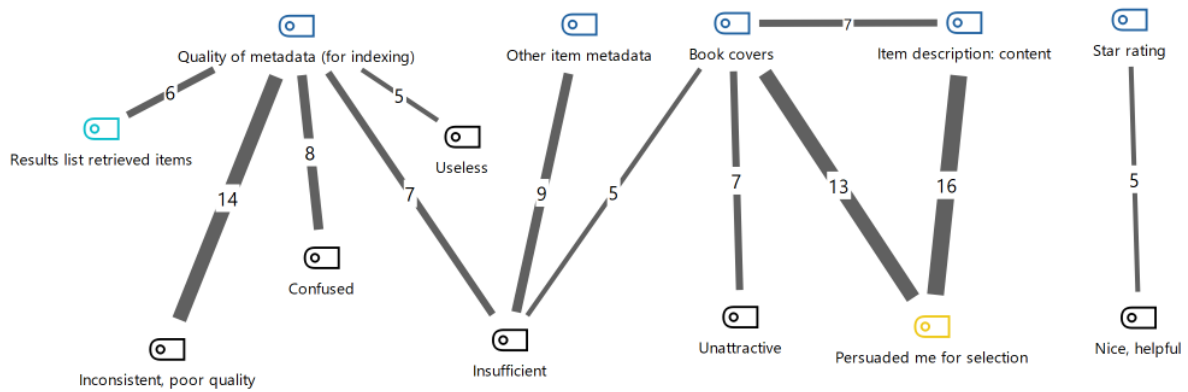 7
Quality of metadata (for indexing)
Other item metadata
Book covers
Item description: content
Star rating
6
5
Results list retrieved items
Useless
8
14
7
9
5
7
13
16
5
Confused
Inconsistent, poor quality
Insufficient
Unattractive
Persuaded me for selection
Nice, helpful